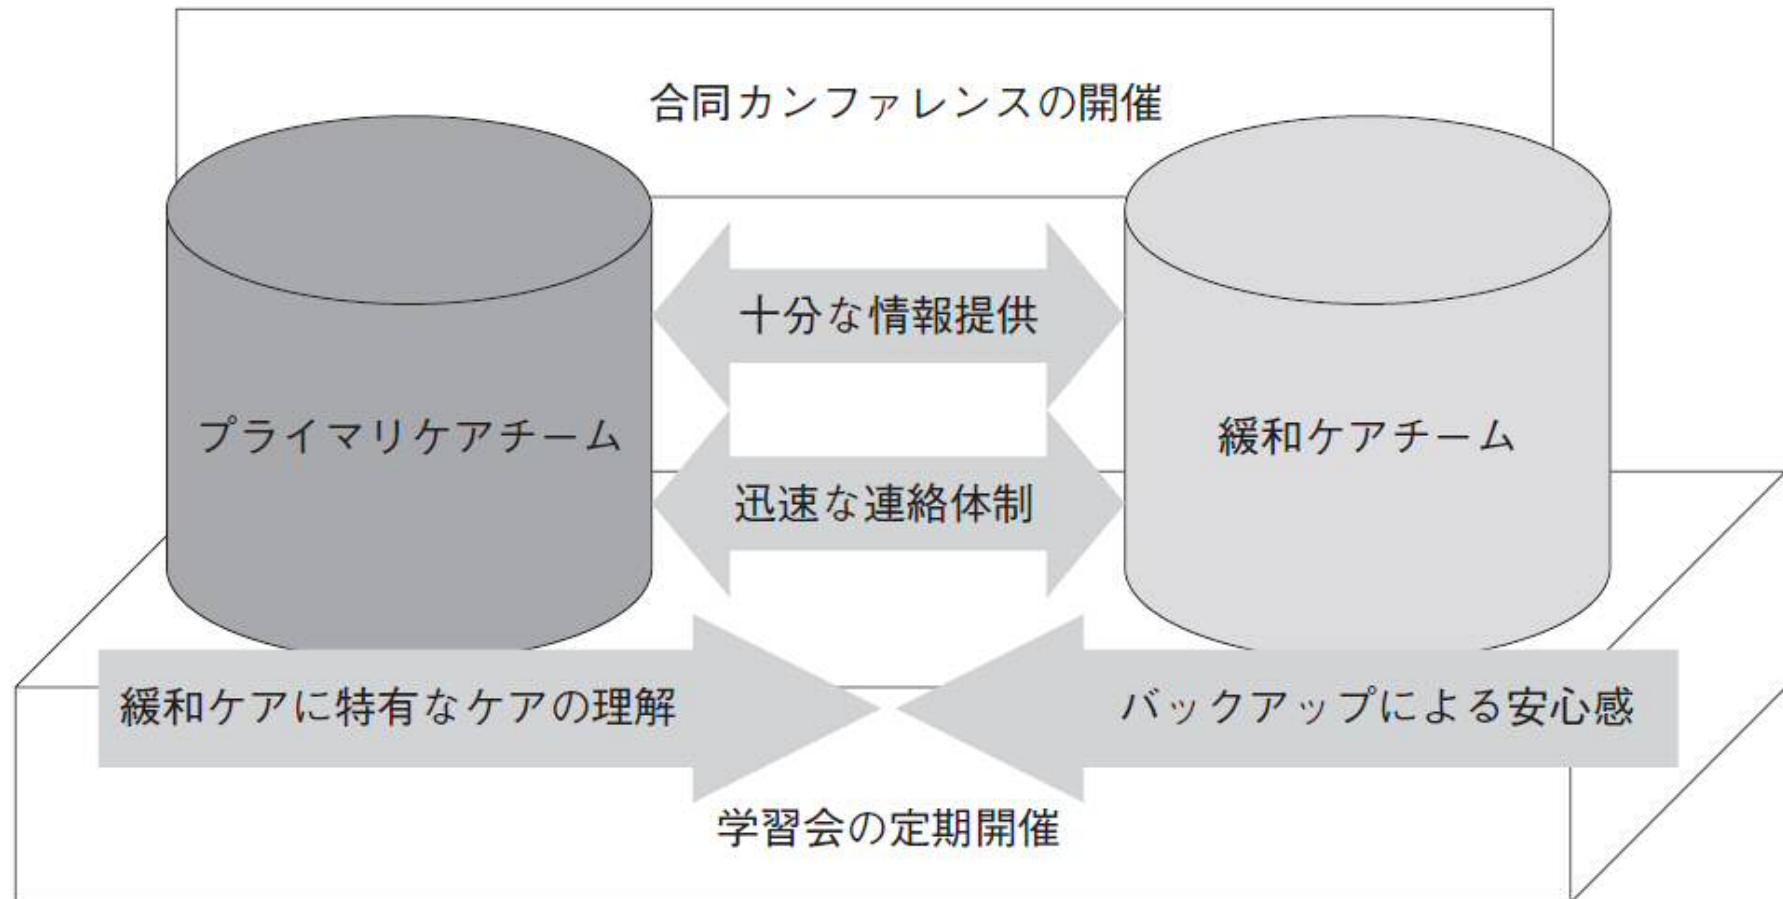 合同カンファレンスの開催
十分な情報提供
プライマリケアチーム
緩和ケアチーム
迅速な連絡体制
緩和ケアに特有なケアの理解
バックアップによる安心感
学習会の定期開催